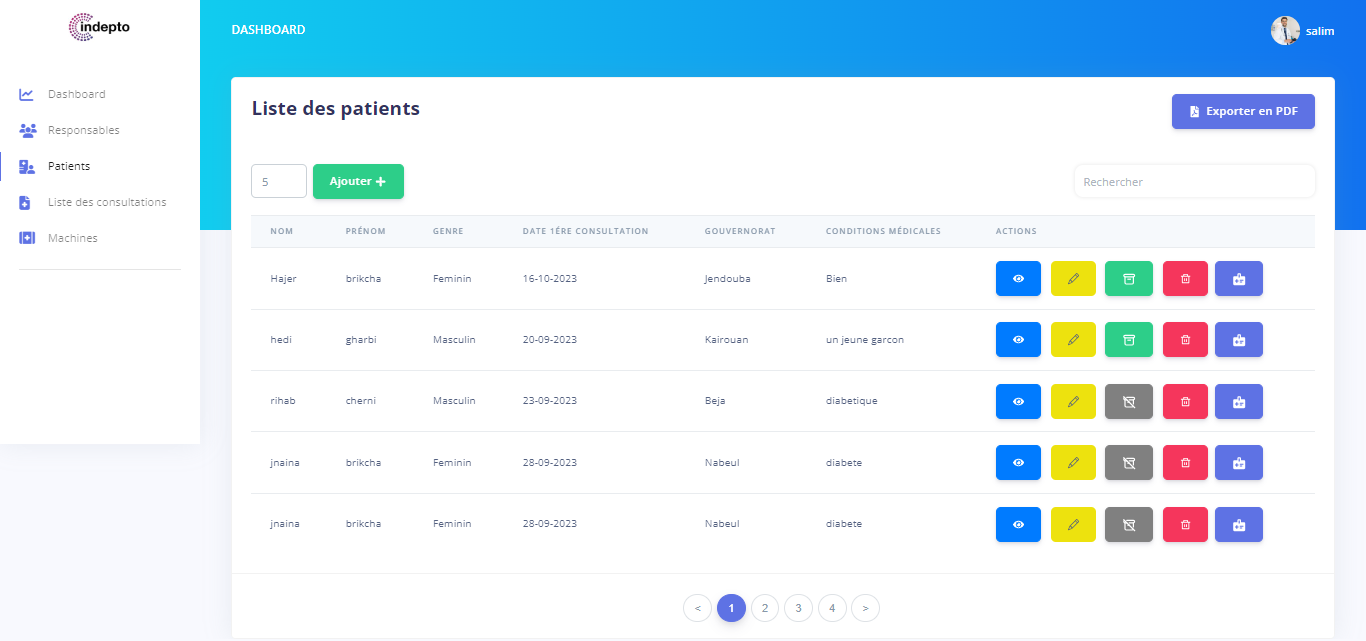 indepto
DASHBOARD
salim
Dashboard
Responsables
Patients
Liste des consultations
Machines
Liste des patients
Exporter en PDF
5
Ajouter +
Rechercher
NOM PRÉNOM GENRE DATE 1ÉRE CONSULTATION GOUVERNORAT CONDITIONS MÉDICALES ACTIONS
Hajer brikcha Feminin 16-10-2023 Jendouba Bien
hedi gharbi Masculin 20-09-2023 Kairouan un jeune garcon
rihab cherni Masculin 23-09-2023 Beja diabetique
jnaina brikcha Feminin 28-09-2023 Nabeul diabete
jnaina brikcha Feminin 28-09-2023 Nabeul diabete
< 1 2 3 4 >